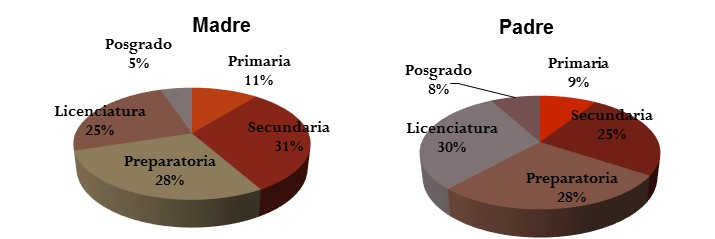 Madre
Posgrado
5%
Primaria
11%
Licenciatura
25%
Secundaria
31%
Preparatoria
28%
Padre
Posgrado
8%
Primaria
9%
Secundaria
25%
Licenciatura
30%
Preparatoria
28%